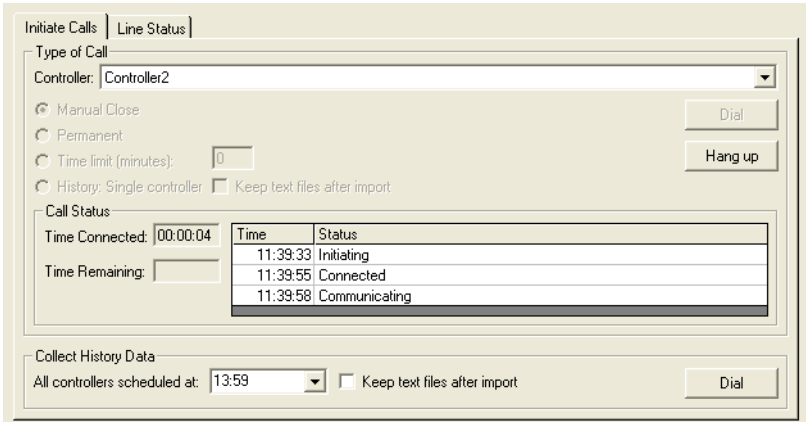 Initiate Calls Line Status
Type of Call
Controller: Controller2
Manual Close
Dial
Permanent
Time limit (minutes): 0
Hang up
History: Single controller Keep text files after import
Call Status
Time Connected: 00:00:04
Time Remaining:
Time Status
11:39:33 Initiating
11:39:55 Connected
11:39:58 Communicating
Collect History Data
All controllers scheduled at: 13:59 Keep text files after import Dial